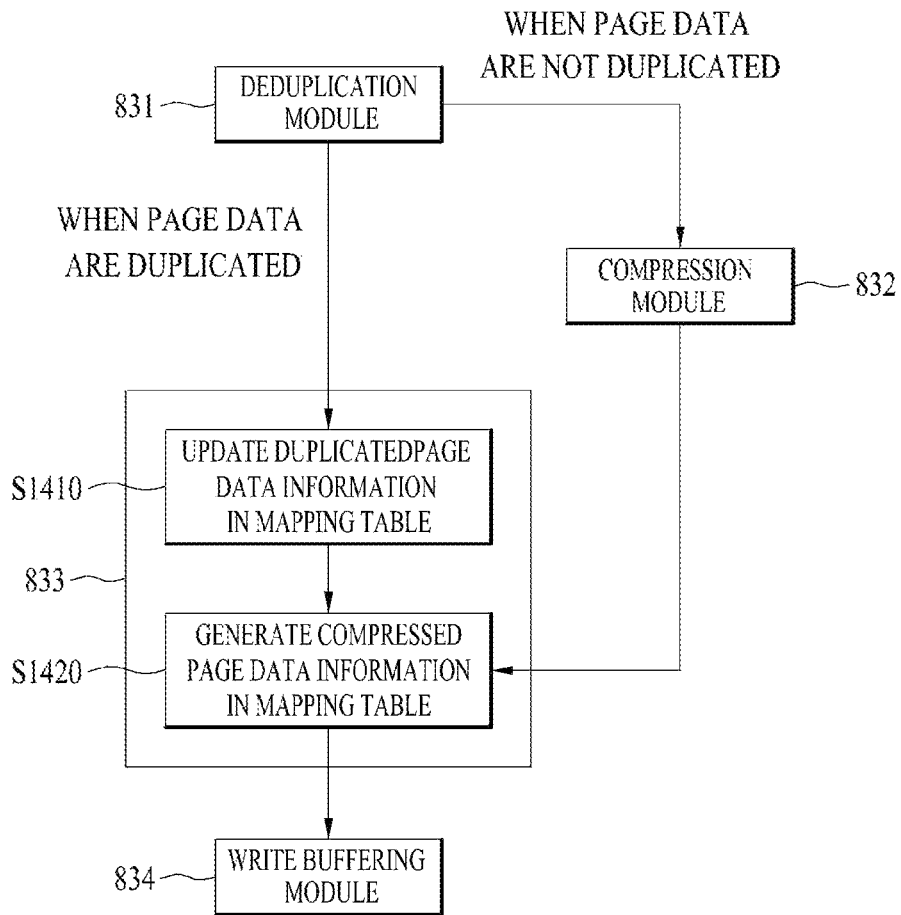 WHEN PAGE DATA
ARE NOT DUPLICATED
DEDUPLICATION
MODULE
831
WHEN PAGE DATA
ARE DUPLICATED
COMPRESSION
MODULE
832
UPDATE DUPLICATEDPAGE
DATA INFORMATION
IN MAPPING TABLE
S1410
833
GENERATE COMPRESSED
PAGE DATA INFORMATION
IN MAPPING TABLE
S1420
WRITE BUFFERING
MODULE
834